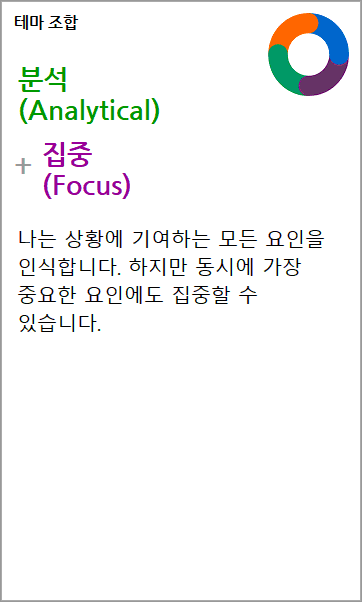 테마 조합
분석
(Analytical)
+ 집중
(Focus)
나는 상황에 기여하는 모든 요인을
인식합니다. 하지만 동시에 가장
중요한 요인에도 집중할 수
있습니다.